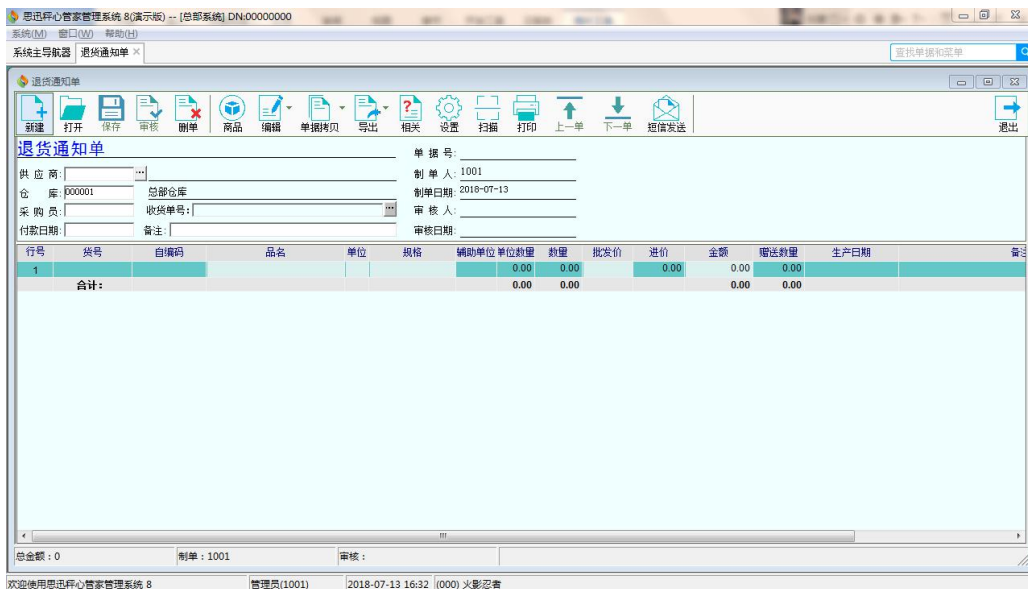 思迅秤心管家管理系统 8(演示版) -- [总部系统] DN:00000000
系统(M) 窗口(W) 帮助(H)
系统主导航器 退货通知单
查找单据和菜单
退货通知单
新建 打开 保存 审核 删单 商品 编辑 单据拷贝 导出 相关 设置 扫描 打印 上一单 下一单 短信发送 退出
退货通知单 单 据 号:
供 应 商: 制 单 人: 1001
仓 库: 000001 总部仓库 制单日期: 2018-07-13
采 购 员: 收货单号: 审 核 人:
付款日期: 备注: 审核日期:
行号 货号 自编码 品名 单位 规格 辅助单位 单位数量 数量 批发价 进价 金额 赠送数量 生产日期 备注
1 0.00 0.00 0.00 0.00 0.00
合计: 0.00 0.00 0.00 0.00
总金额：0 制单：1001 审核：
欢迎使用思迅秤心管家管理系统 8 管理员(1001) 2018-07-13 16:32 (000) 火影忍者